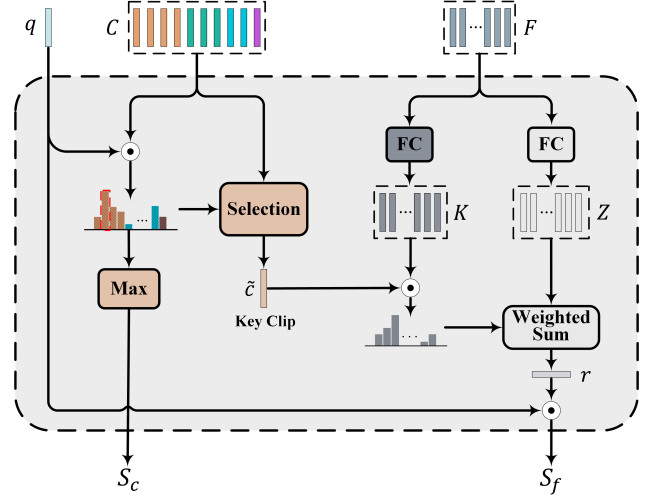 q
C
... 
F
FC
FC
...
Selection
...
K
...
Z
Max
c̃
Key Clip
...
Weighted
Sum
r
S_c
S_f